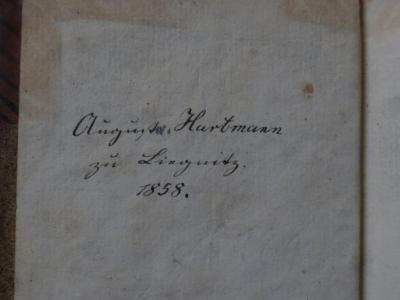 Auguste Hartmann
zu Liegnitz.
1858.